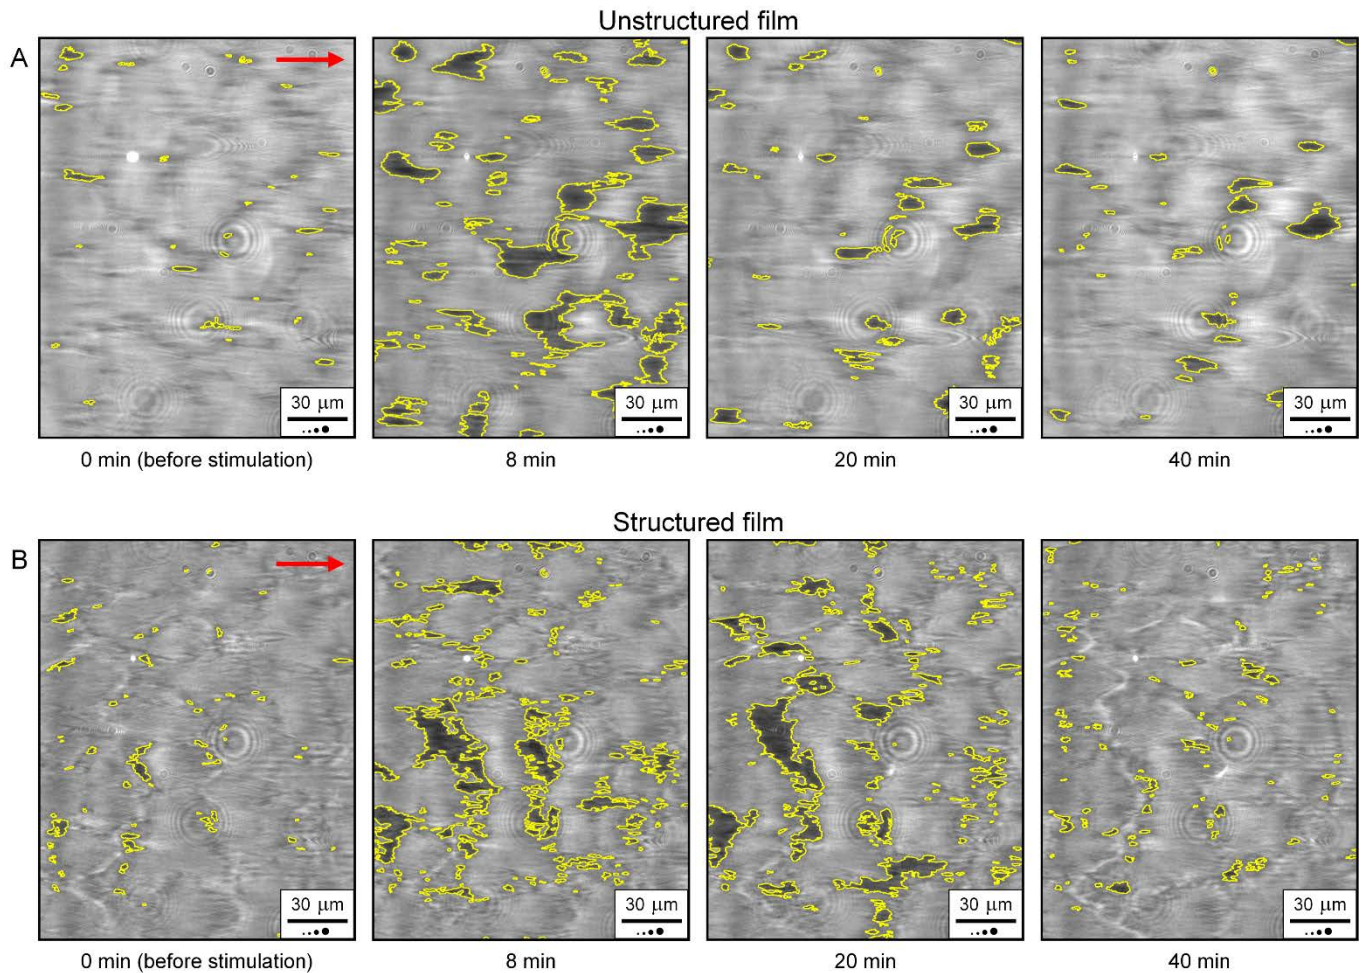 Unstructured film
A
30 µm
30 µm
30 µm
30 µm
0 min (before stimulation)
8 min
20 min
40 min
Structured film
B
30 µm
30 µm
30 µm
30 µm
0 min (before stimulation)
8 min
20 min
40 min